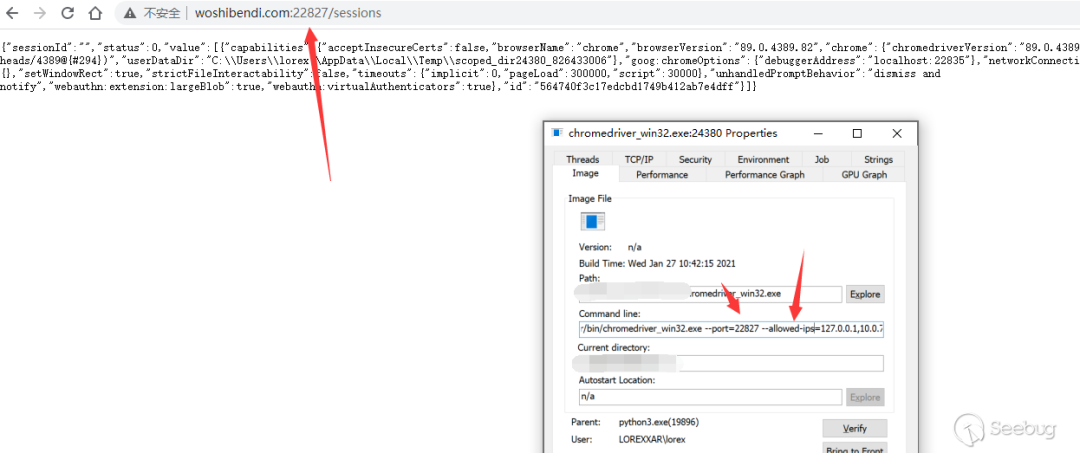 不安全 | woshibendi.com:22827/sessions
{"sessionId":"","status":0,"value":[{"capabilities" {"acceptInsecureCerts":false,"browserName":"chrome","browserVersion":"89.0.4389.82","chrome":{"chromedriverVersion":"89.0.4389
heads/4389@{#294})","userDataDir":"C:\\Users\\lorex \AppData\\Local\\Temp\\scoped_dir24380_826433006"},"goog:chromeOptions":{"debuggerAddress":"localhost:22835"},"networkConnecti
{},"setWindowRect":true,"strictFileInteractability" false,"timeouts":{"implicit":0,"pageLoad":300000,"script":30000},"unhandledPromptBehavior":"dismiss and
notify","webauthn:extension:largeBlob":true,"webauthn:virtualAuthenticators":true},"id":"564740f3c17edcbd1749b412ab7e4dff"}]}
chromedriver_win32.exe:24380 Properties
Threads TCP/IP Security Environment Job Strings
Image Performance Performance Graph GPU Graph
Image File
Version: n/a
Build Time: Wed Jan 27 10:42:15 2021
Path:
romedriver_win32.exe Explore
Command line:
r/bin/chromedriver_win32.exe --port=22827 --allowed-ips=127.0.0.1,10.0.7
Current directory:
Autostart Location:
n/a Explore
Parent: python3.exe(19896) Verify
User: LOREXXAR\lorex
Bring to Front
Seebug